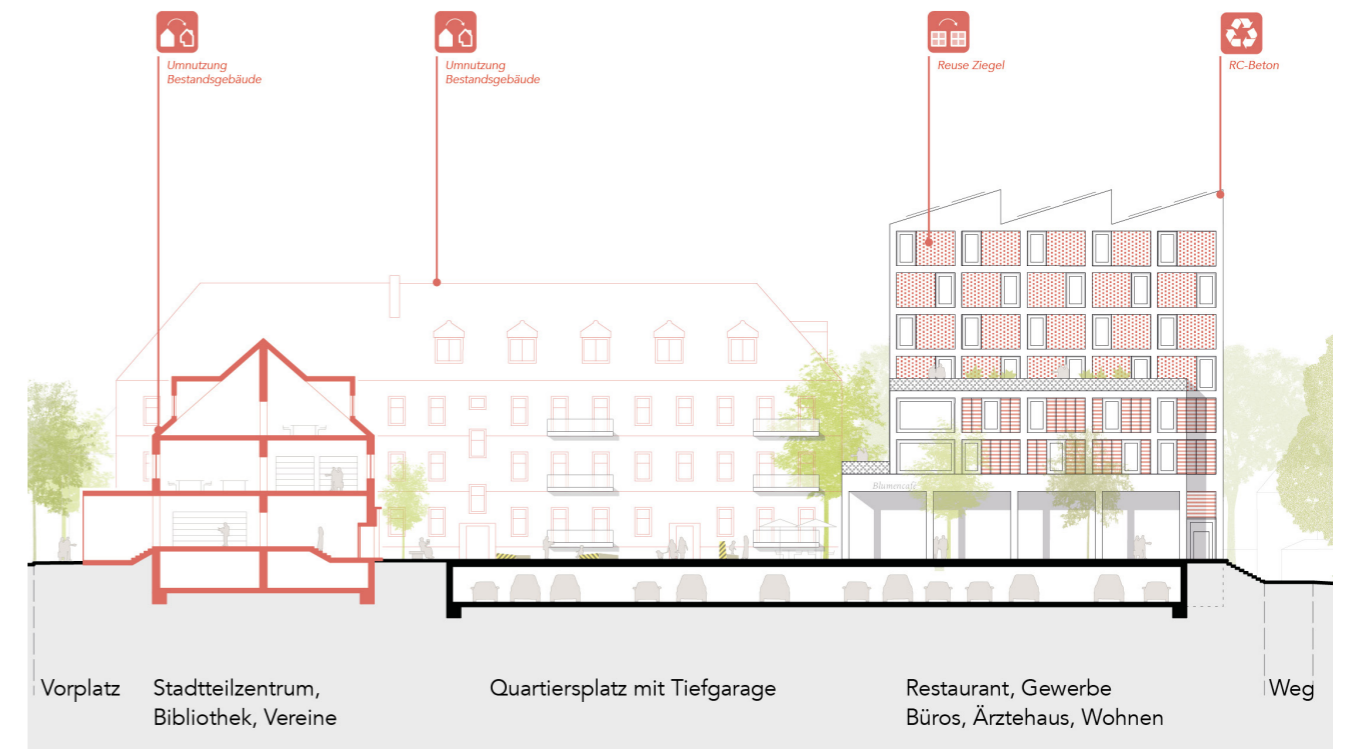 Umnutzung
Bestandsgebäude
Umnutzung
Bestandsgebäude
Reuse Ziegel
RC-Beton
Blumencafé
Vorplatz
Stadtteilzentrum,
Bibliothek, Vereine
Quartiersplatz mit Tiefgarage
Restaurant, Gewerbe
Büros, Ärztehaus, Wohnen
Weg